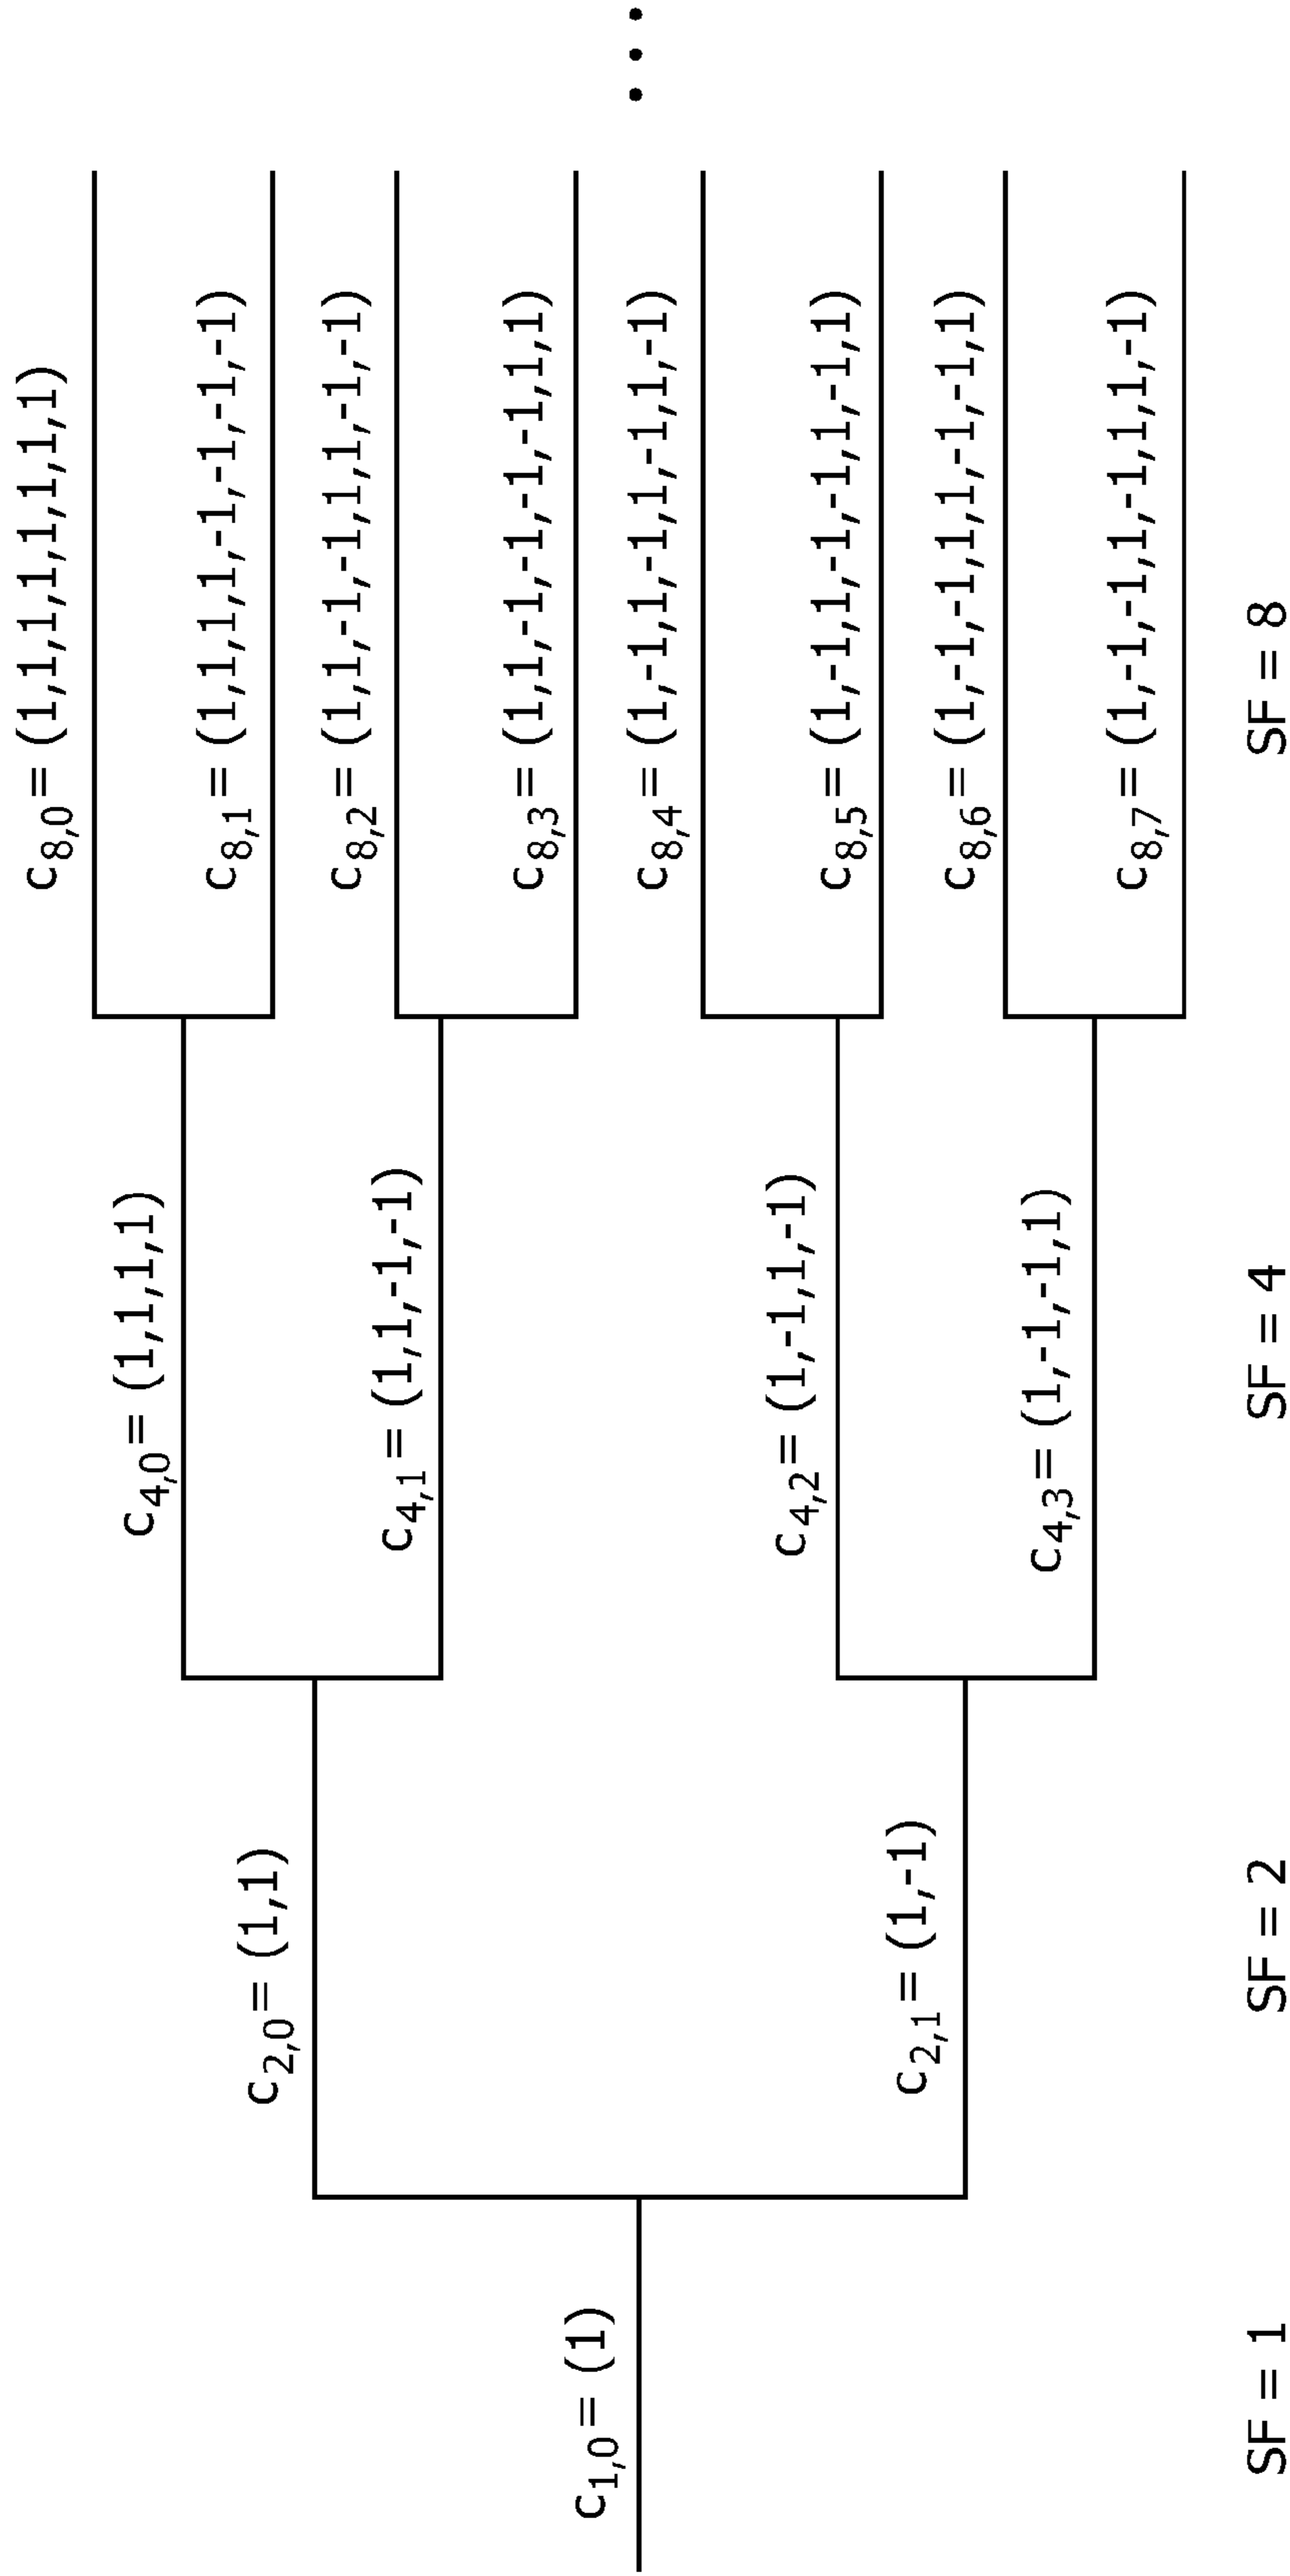 c1,0= (1)
c2,0= (1,1)
c2,1= (1,-1)
c4,0= (1,1,1,1)
c4,1= (1,1,-1,-1)
c4,2= (1,-1,1,-1)
c4,3= (1,-1,-1,1)
c8,0= (1,1,1,1,1,1,1,1)
c8,1= (1,1,1,1,-1,-1,-1,-1)
c8,2= (1,1,-1,-1,1,1,-1,-1)
c8,3= (1,1,-1,-1,-1,-1,1,1)
c8,4= (1,-1,1,-1,1,-1,1,-1)
c8,5= (1,-1,1,-1,-1,1,-1,1)
c8,6= (1,-1,-1,1,1,-1,-1,1)
c8,7= (1,-1,-1,1,-1,1,1,-1)
...
SF = 1
SF = 2
SF = 4
SF = 8